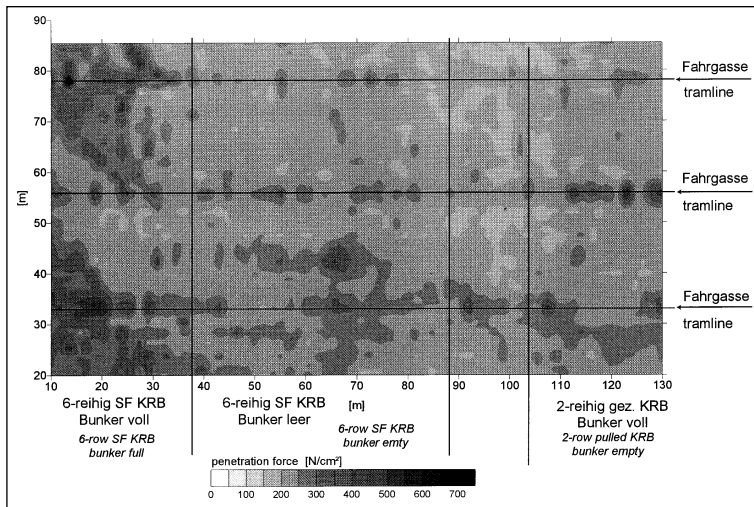 90
80
70
60
[m]
50
40
30
20
10 20 30 40 50 60 70 80 90 100 110 120 130
[m]
Fahrgasse
tramline
Fahrgasse
tramline
Fahrgasse
tramline
6-reihig SF KRB
Bunker voll
6-row SF KRB
bunker full
6-reihig SF KRB
Bunker leer
6-row SF KRB
bunker emty
2-reihig gez. KRB
Bunker voll
2-row pulled KRB
bunker empty
penetration force [N/cm²]
0 100 200 300 400 500 600 700